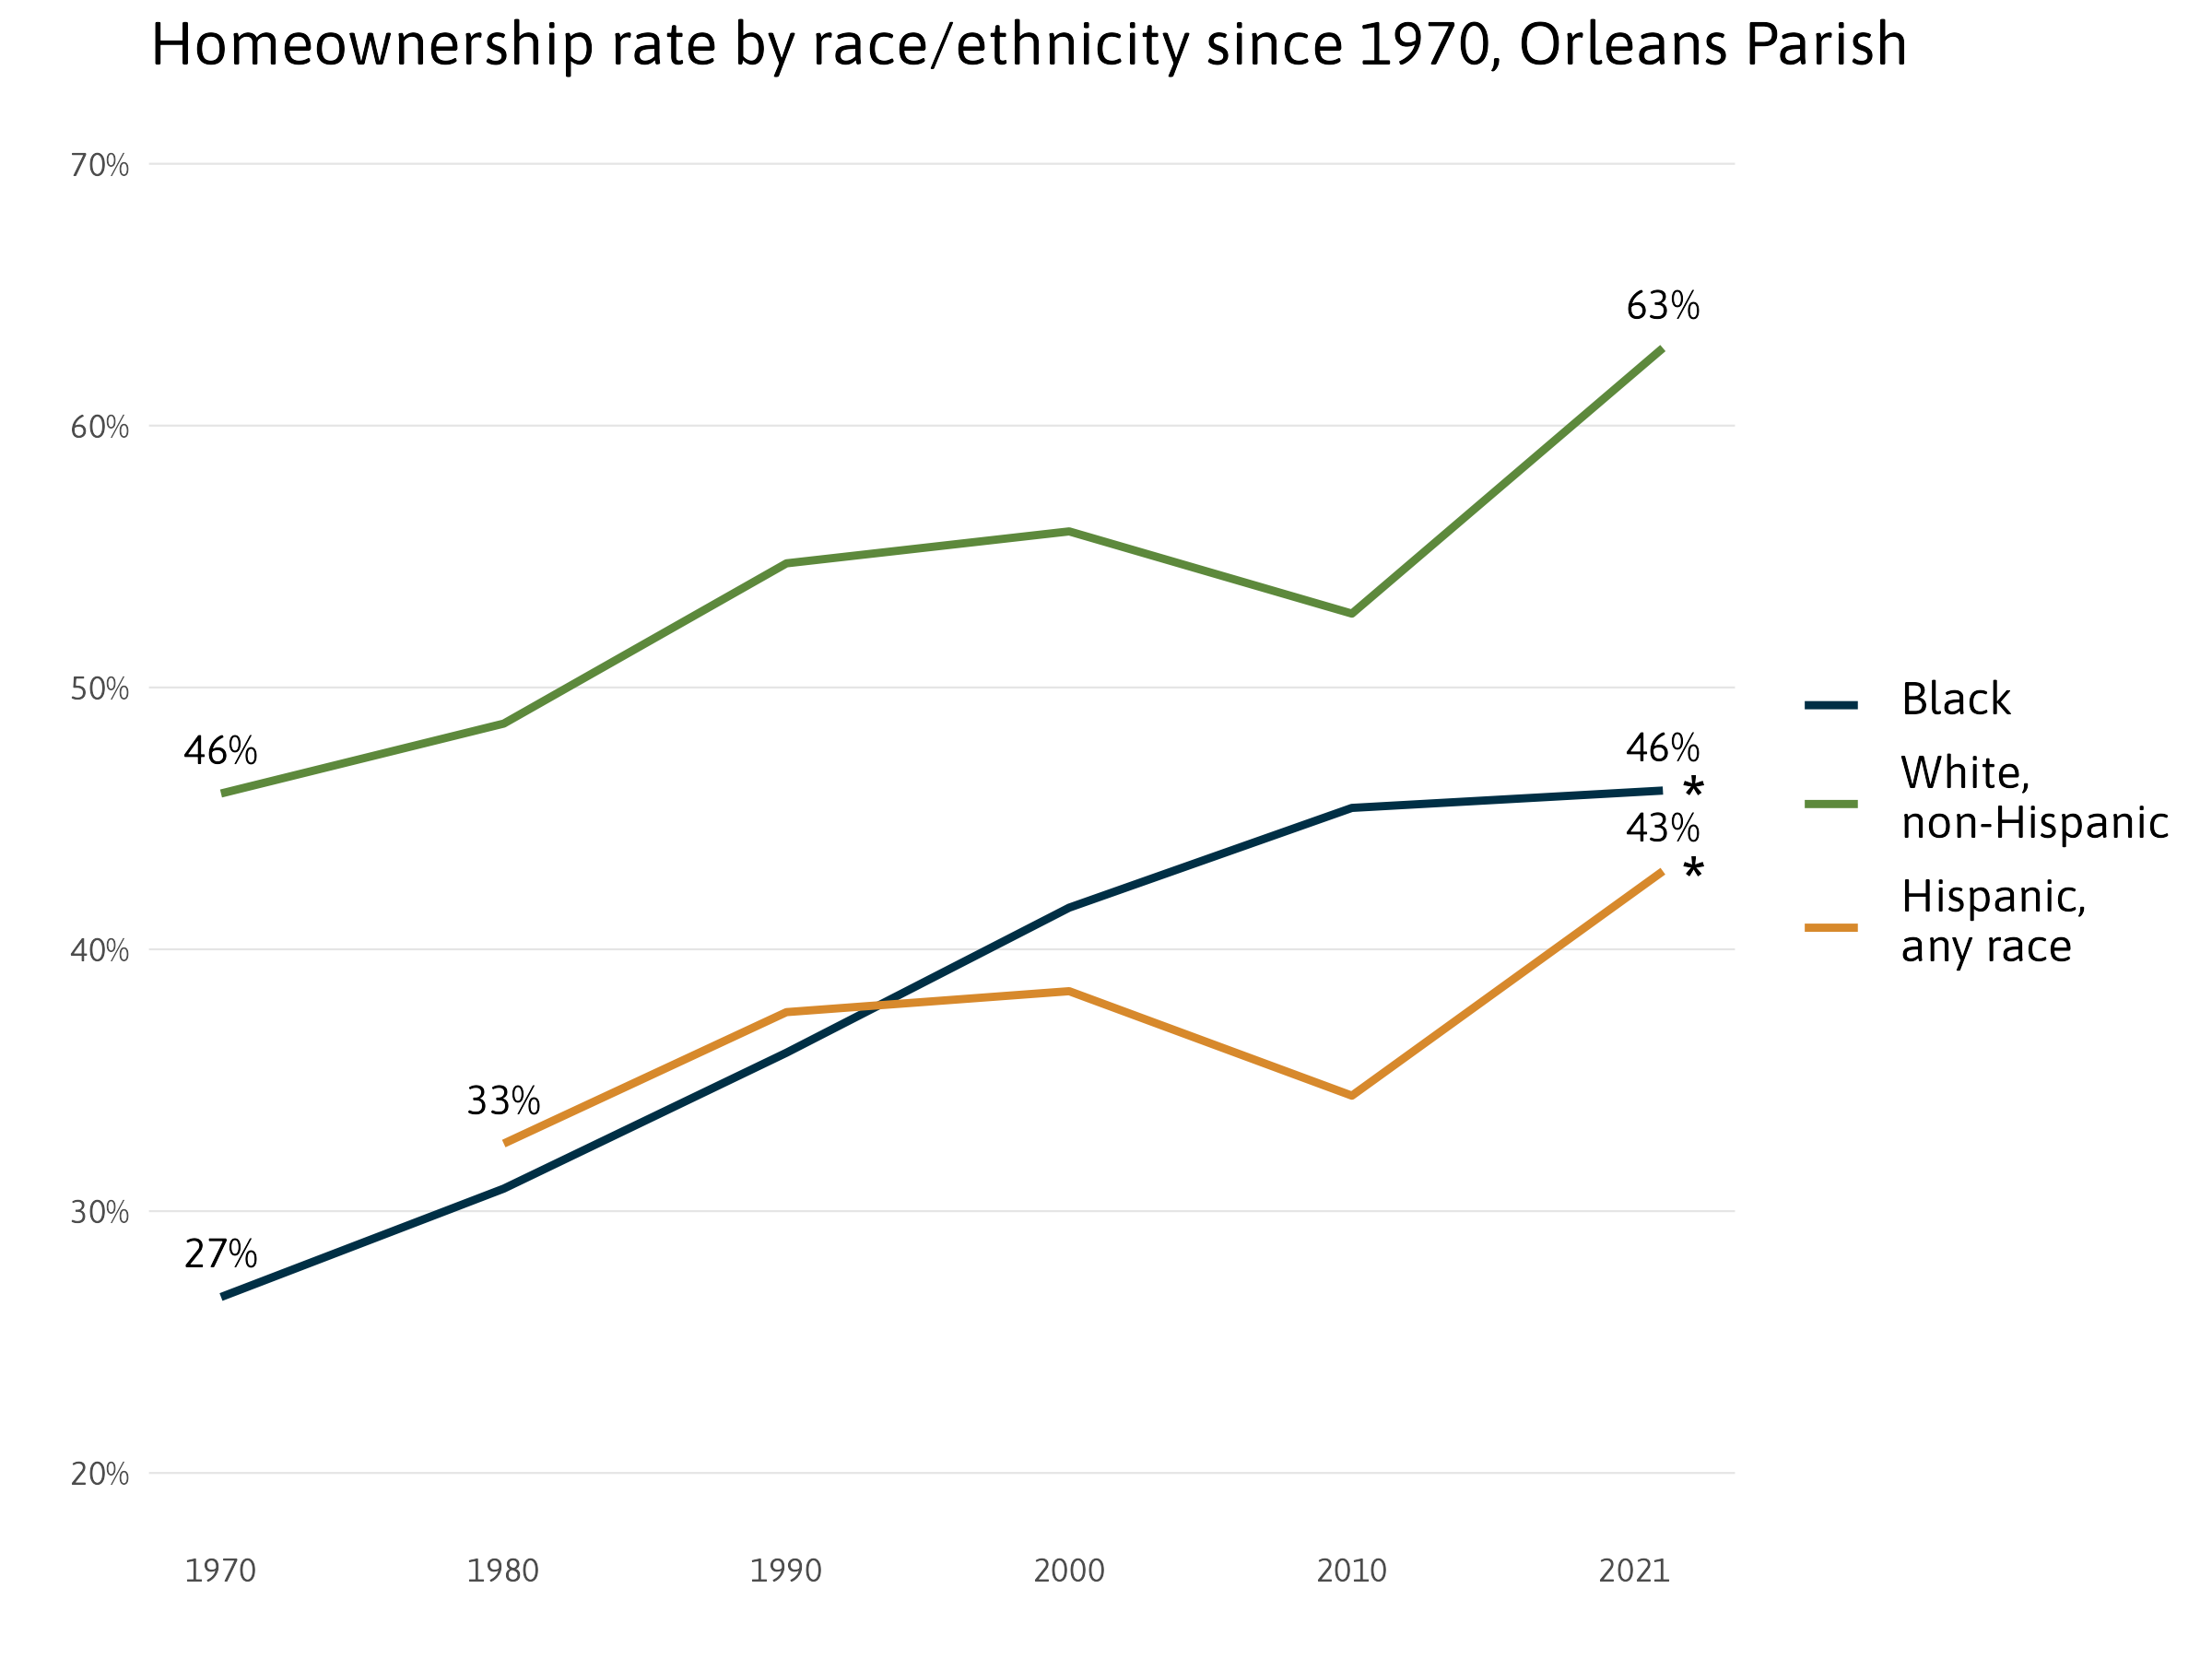 Homeownership rate by race/ethnicity since 1970, Orleans Parish
70%
63%
60%
50%
46%
46%
*
43%
*
40%
33%
30%
27%
20%
1970 1980 1990 2000 2010 2021
Black
White,
non-Hispanic
Hispanic,
any race